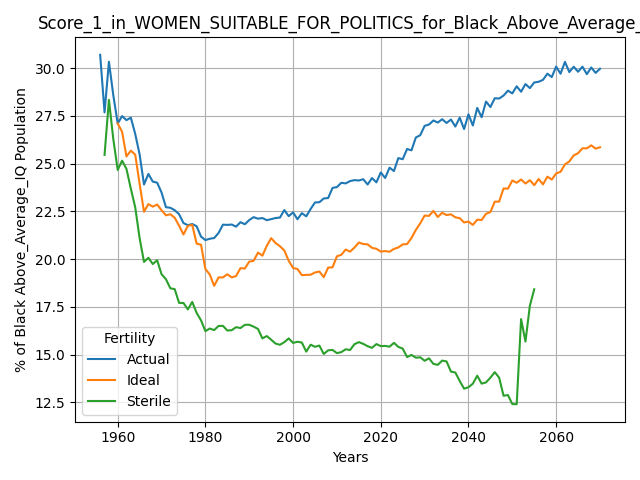 Score_1_in_WOMEN_SUITABLE_FOR_POLITICS_for_Black_Above_Average_
% of Black Above_Average_IQ Population
30.0
27.5
25.0
22.5
20.0
17.5
15.0
12.5
Fertility
Actual
Ideal
Sterile
1960 1980 2000 2020 2040 2060
Years